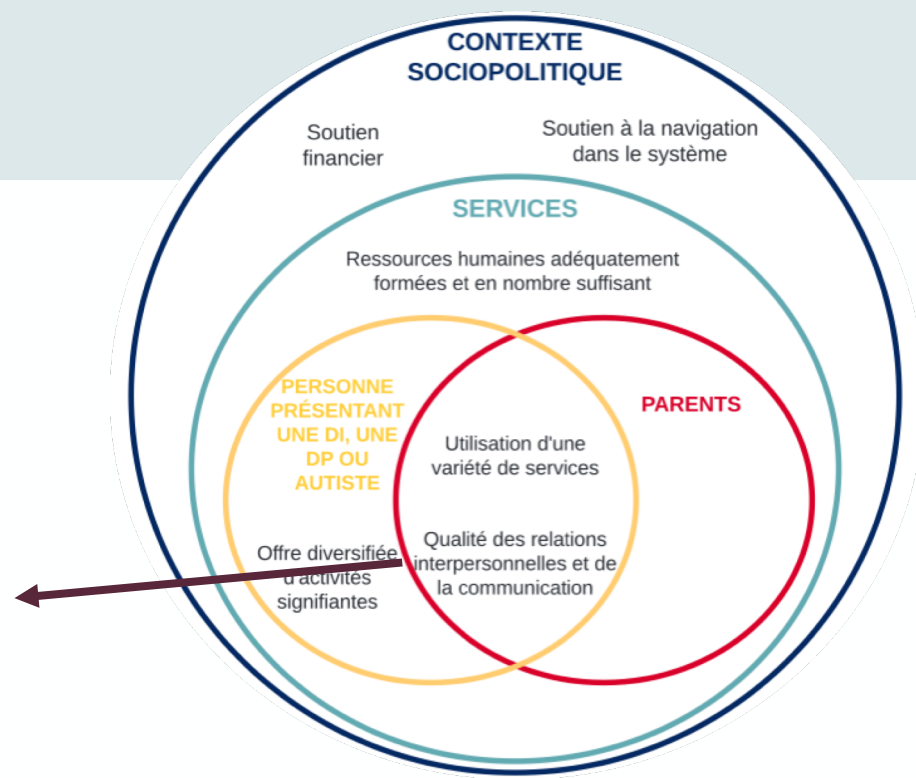 CONTEXTE
SOCIOPOLITIQUE
Soutien
financier
Soutien à la navigation
dans le système
SERVICES
Ressources humaines adéquatement
formées et en nombre suffisant
PERSONNE
PRÉSENTANT
UNE DI, UNE
DP OU
AUTISTE
PARENTS
Utilisation d'une
variété de services
Offre diversifiée
d'activités
signifiantes
Qualité des relations
interpersonnelles et de
la communication